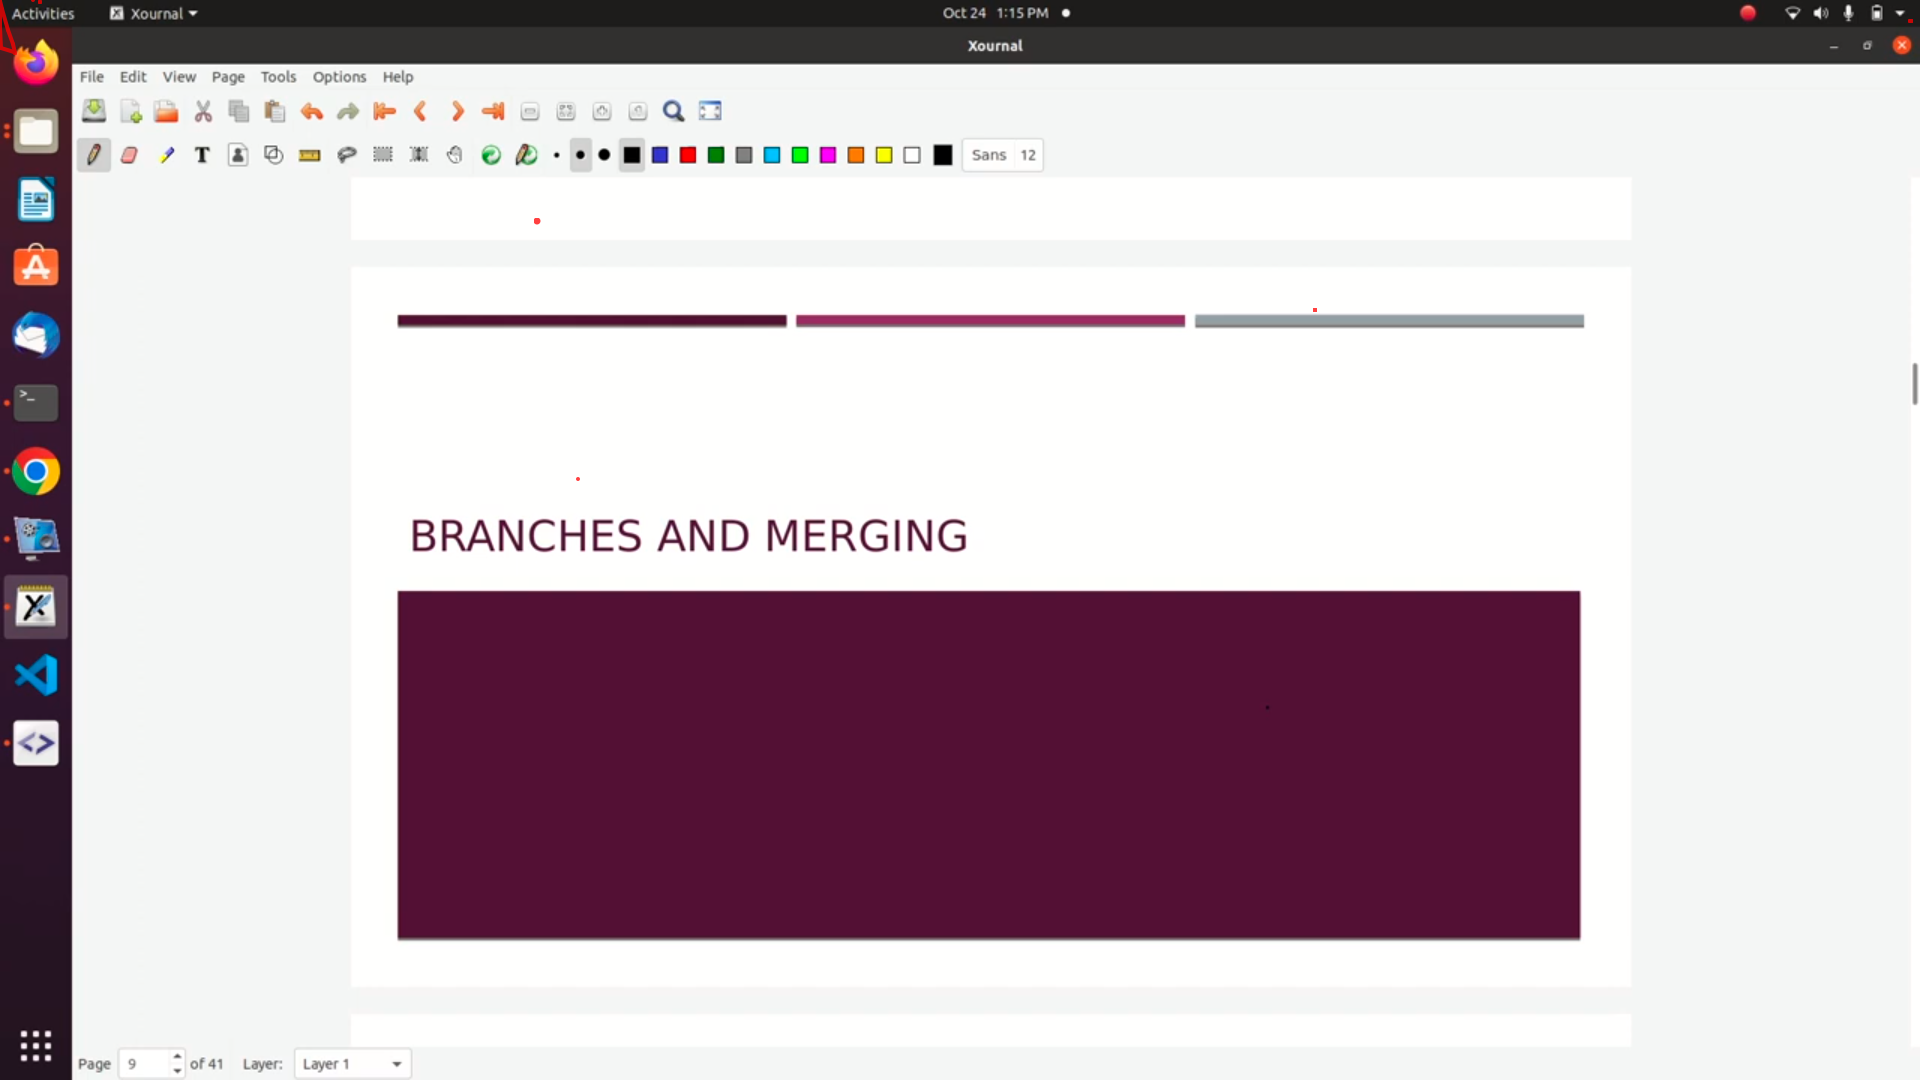 Activities Xournal Oct 24 1:15 PM
Xournal
File Edit View Page Tools Options Help
T Sans 12
BRANCHES AND MERGING
Page 9 of 41 Layer: Layer 1